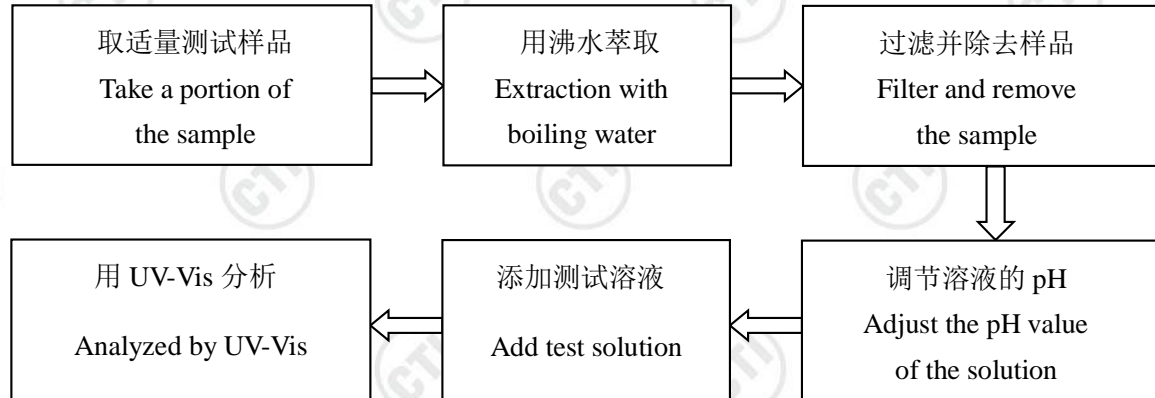 取适量测试样品
Take a portion of
the sample
用沸水萃取
Extraction with
boiling water
过滤并除去样品
Filter and remove
the sample
调节溶液的 pH
Adjust the pH value
of the solution
添加测试溶液
Add test solution
用 UV-Vis 分析
Analyzed by UV-Vis
CTI
CTI
CTI